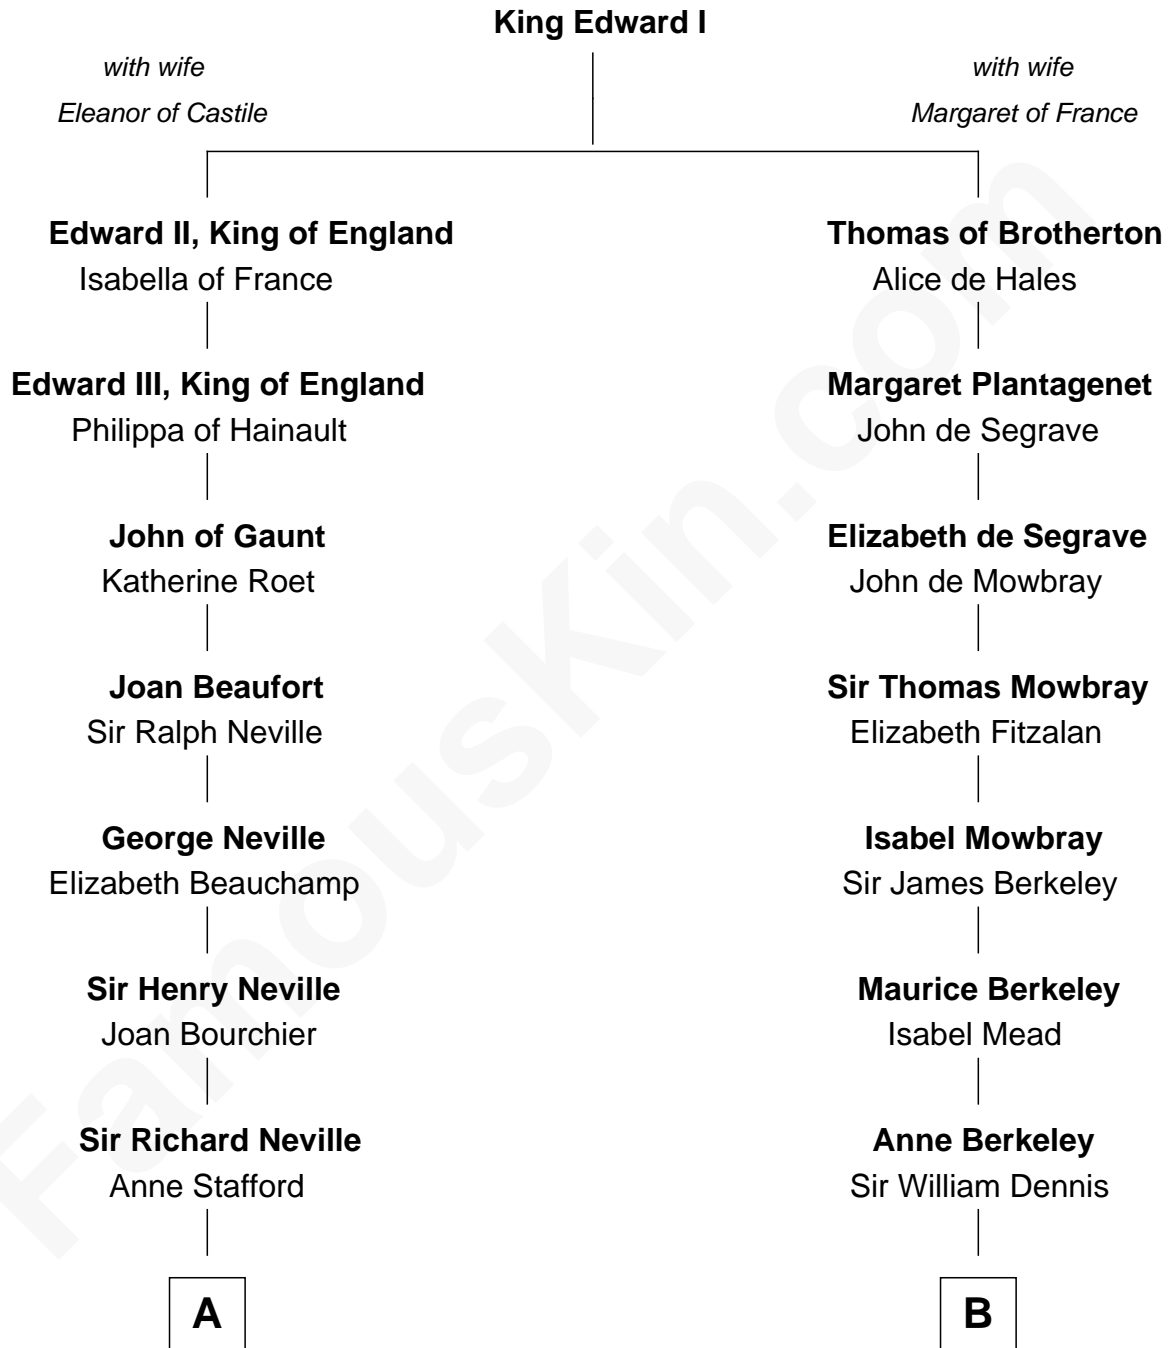 King Edward I
with wife
Eleanor of Castile
with wife
Margaret of France
Edward II, King of England
Isabella of France
Thomas of Brotherton
Alice de Hales
Edward III, King of England
Philippa of Hainault
Margaret Plantagenet
John de Segrave
John of Gaunt
Katherine Roet
Elizabeth de Segrave
John de Mowbray
Joan Beaufort
Sir Ralph Neville
Sir Thomas Mowbray
Elizabeth Fitzalan
George Neville
Elizabeth Beauchamp
Isabel Mowbray
Sir James Berkeley
Sir Henry Neville
Joan Bourchier
Maurice Berkeley
Isabel Mead
Sir Richard Neville
Anne Stafford
Anne Berkeley
Sir William Dennis
A
B
FamousKin.com